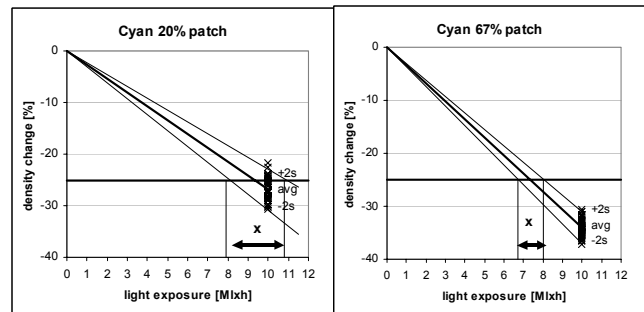 Cyan 20% patch
0
-10
-20
-30
-40
density change [%]
+2s
avg
-2s
x
0 1 2 3 4 5 6 7 8 9 10 11 12
light exposure [Mlxh]
Cyan 67% patch
0
-10
-20
-30
-40
density change [%]
+2s
avg
-2s
x
0 1 2 3 4 5 6 7 8 9 10 11 12
light exposure [Mlxh]